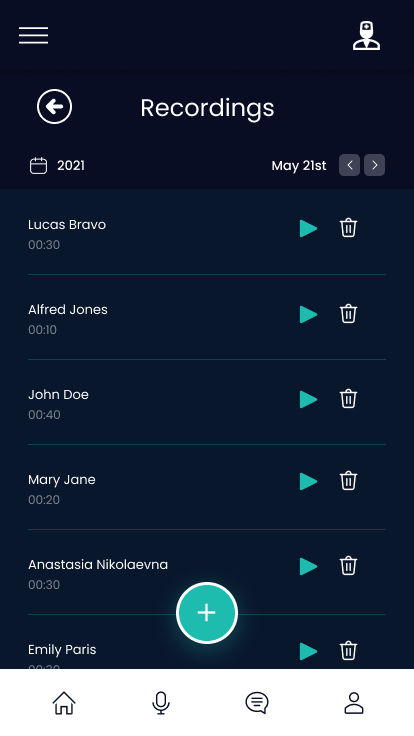 Recordings
2021 May 21st
Lucas Bravo
00:30
Alfred Jones
00:10
John Doe
00:40
Mary Jane
00:20
Anastasia Nikolaevna
00:30
Emily Paris